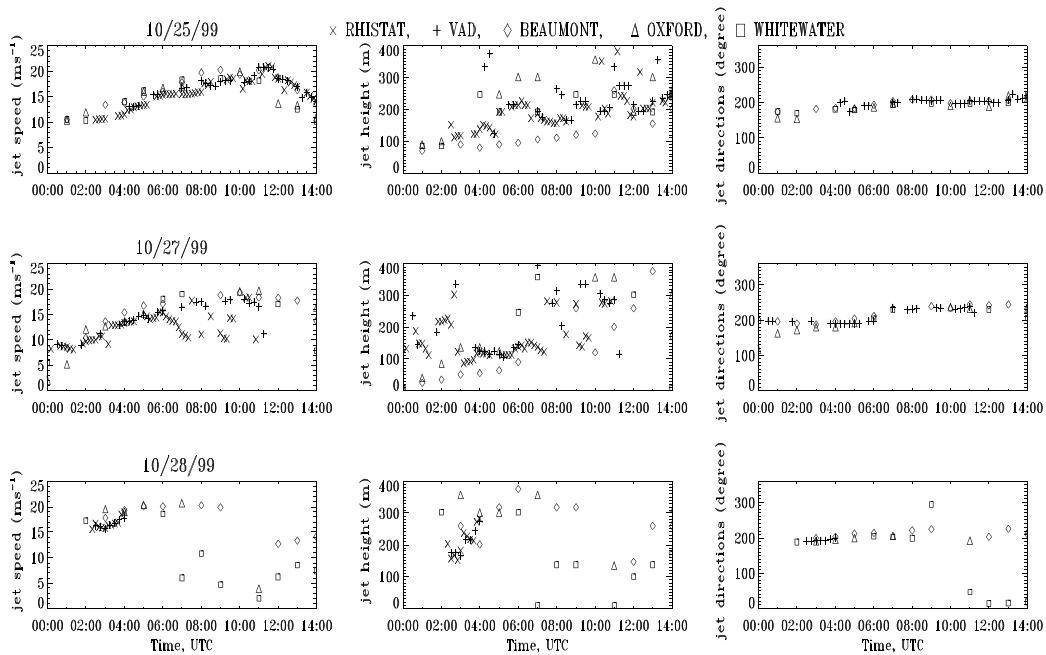 10/25/99
× RHISTAT, + VAD, ◇ BEAUMONT, △ OXFORD, □ WHITEWATER
jet speed (ms⁻¹)
25
20
15
10
5
0
00:00 02:00 04:00 06:00 08:00 10:00 12:00 14:00
jet height (m)
400
300
200
100
0
00:00 02:00 04:00 06:00 08:00 10:00 12:00 14:00
jet directions (degree)
300
200
100
0
00:00 02:00 04:00 06:00 08:00 10:00 12:00 14:00
10/27/99
jet speed (ms⁻¹)
25
20
15
10
5
0
00:00 02:00 04:00 06:00 08:00 10:00 12:00 14:00
jet height (m)
400
300
200
100
0
00:00 02:00 04:00 06:00 08:00 10:00 12:00 14:00
jet directions (degree)
300
200
100
0
00:00 02:00 04:00 06:00 08:00 10:00 12:00 14:00
10/28/99
jet speed (ms⁻¹)
25
20
15
10
5
0
00:00 02:00 04:00 06:00 08:00 10:00 12:00 14:00
Time, UTC
jet height (m)
400
300
200
100
0
00:00 02:00 04:00 06:00 08:00 10:00 12:00 14:00
Time, UTC
jet directions (degree)
300
200
100
0
00:00 02:00 04:00 06:00 08:00 10:00 12:00 14:00
Time, UTC